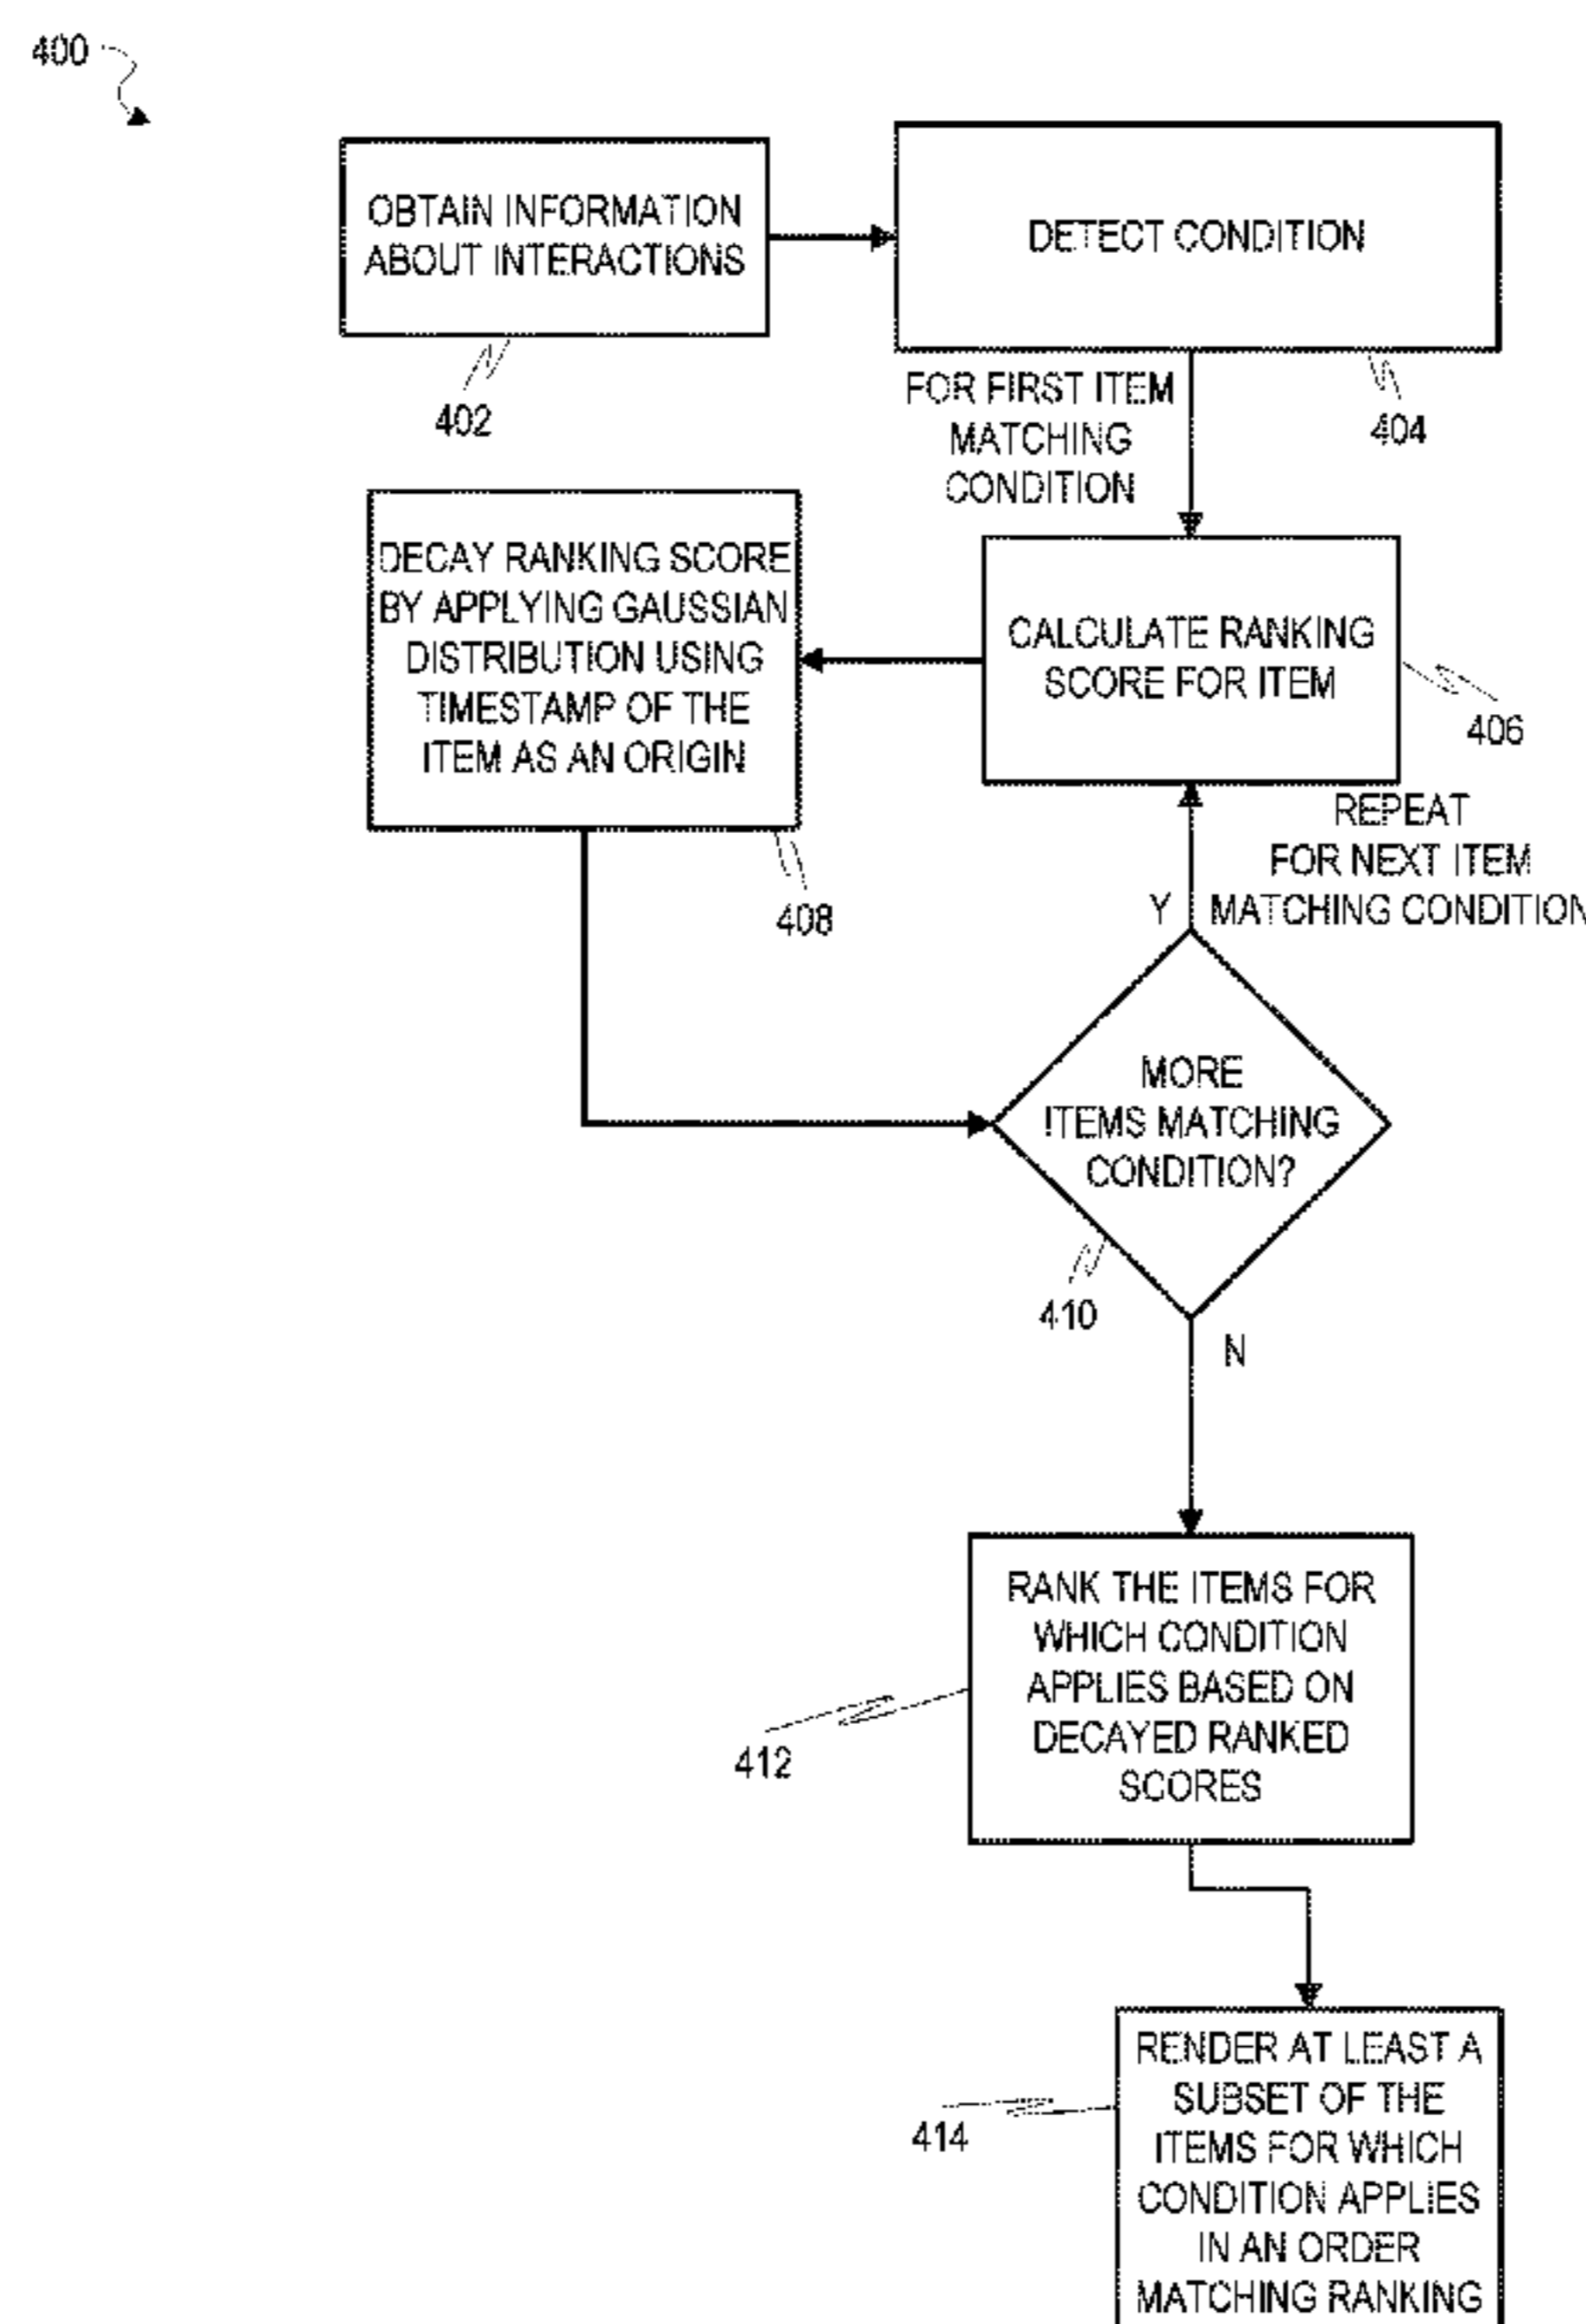 400
OBTAIN INFORMATION
ABOUT INTERACTIONS
402
DETECT CONDITION
404
FOR FIRST ITEM
MATCHING
CONDITION
CALCULATE RANKING
SCORE FOR ITEM
406
DECAY RANKING SCORE
BY APPLYING GAUSSIAN
DISTRIBUTION USING
TIMESTAMP OF THE
ITEM AS AN ORIGIN
408
REPEAT
FOR NEXT ITEM
MATCHING CONDITION
Y
MORE
ITEMS MATCHING
CONDITION?
410
N
RANK THE ITEMS FOR
WHICH CONDITION
APPLIES BASED ON
DECAYED RANKED
SCORES
412
RENDER AT LEAST A
SUBSET OF THE
ITEMS FOR WHICH
CONDITION APPLIES
IN AN ORDER
MATCHING RANKING
414